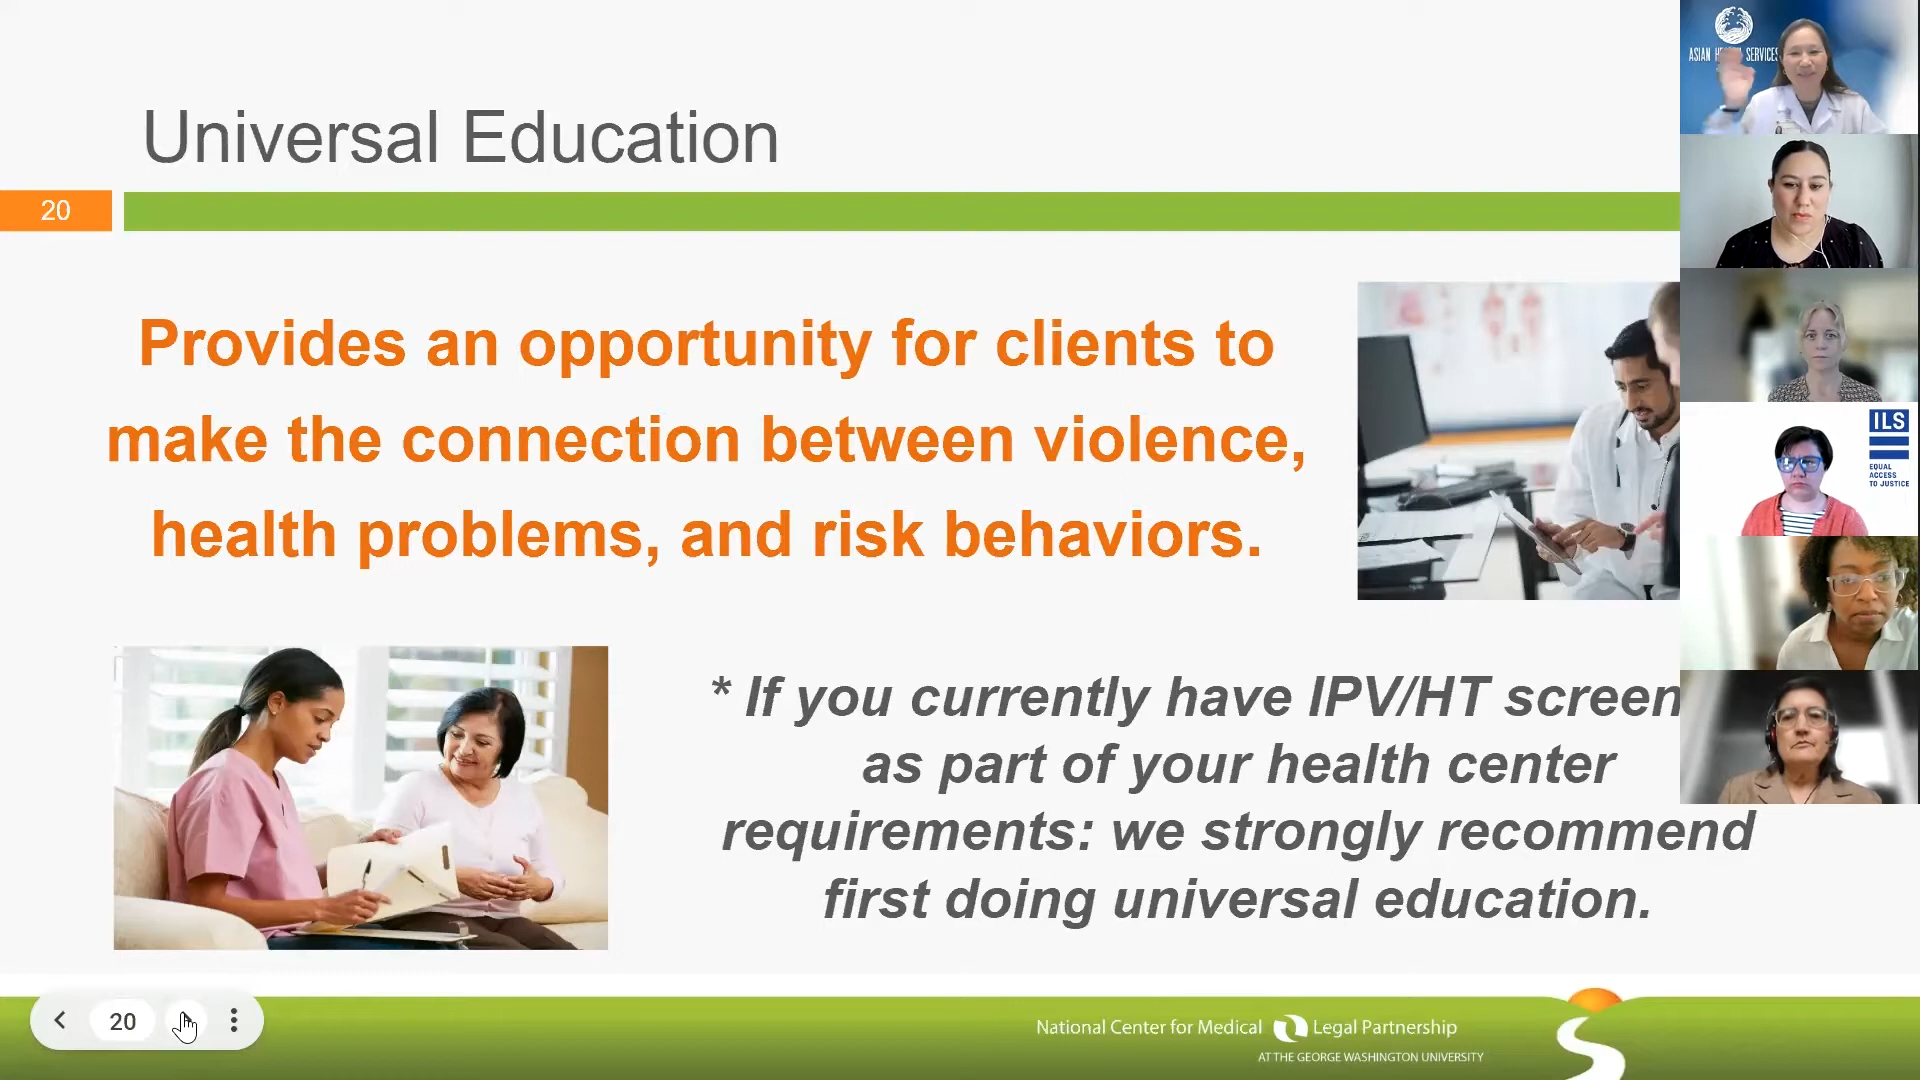 Universal Education
20
Provides an opportunity for clients to
make the connection between violence,
health problems, and risk behaviors.
* If you currently have IPV/HT screen
as part of your health center
requirements: we strongly recommend
first doing universal education.
20
National Center for Medical Legal Partnership
AT THE GEORGE WASHINGTON UNIVERSITY
ASIAN SERVICES
ILS
EQUAL
ACCESS
TO JUSTICE